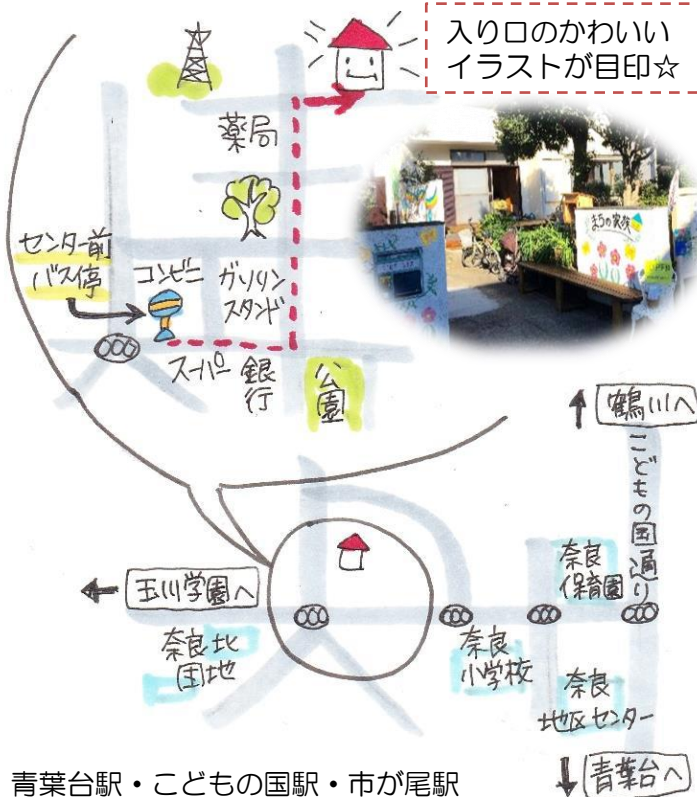 入り口のかわいい
イラストが目印☆
薬局
まちの家族
センター前
バス停
コンビニ
ガソリン
スタンド
スーパー
銀行
公園
鶴川へ
こどもの国通り
玉川学園へ
奈良
保育園
奈良北
団地
奈良
小学校
奈良
地区センター
青葉台へ
青葉台駅・こどもの国駅・市が尾駅